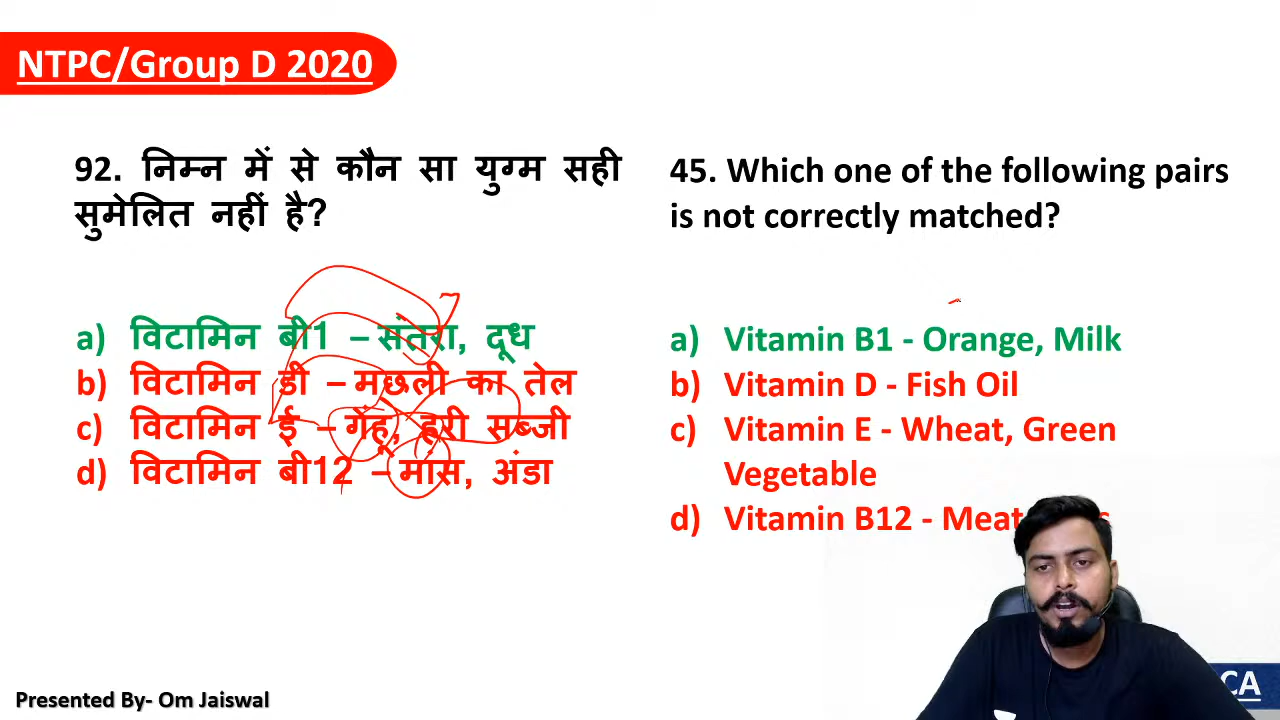 NTPC/Group D 2020
92. निम्न में से कौन सा युग्म सही
सुमेलित नहीं है?
a) विटामिन बी1 – संतरा, दूध
b) विटामिन डी – मछली का तेल
c) विटामिन ई – गेंहू, हरी सब्जी
d) विटामिन बी12 – मांस, अंडा
45. Which one of the following pairs
is not correctly matched?
a) Vitamin B1 - Orange, Milk
b) Vitamin D - Fish Oil
c) Vitamin E - Wheat, Green
Vegetable
d) Vitamin B12 - Meat
Presented By- Om Jaiswal
CA